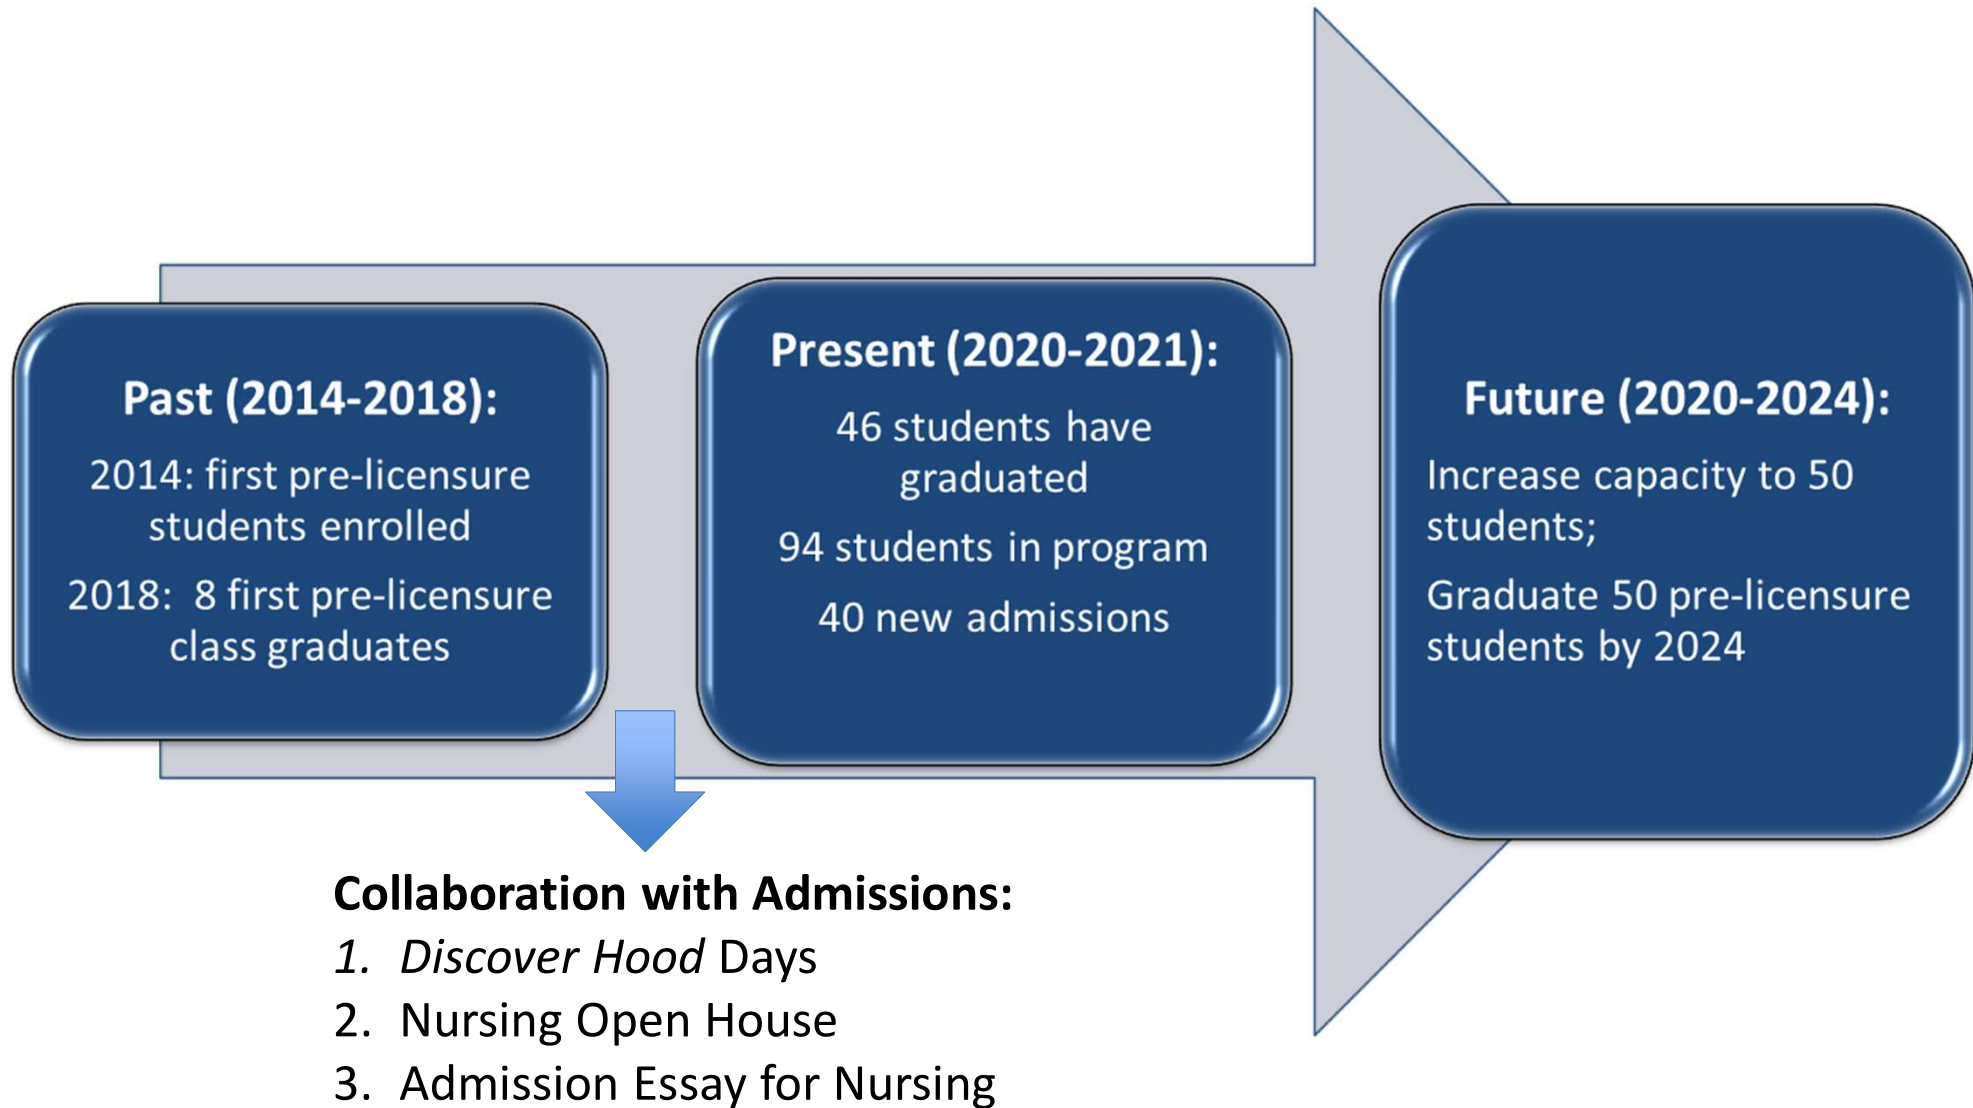 Past (2014-2018):
2014: first pre-licensure
students enrolled
2018:  8 first pre-licensure
class graduates
Present (2020-2021):
46 students have
graduated
94 students in program
40 new admissions
Future (2020-2024):
Increase capacity to 50
students;
Graduate 50 pre-licensure
students by 2024
Collaboration with Admissions:
1. Discover Hood Days
2. Nursing Open House
3. Admission Essay for Nursing